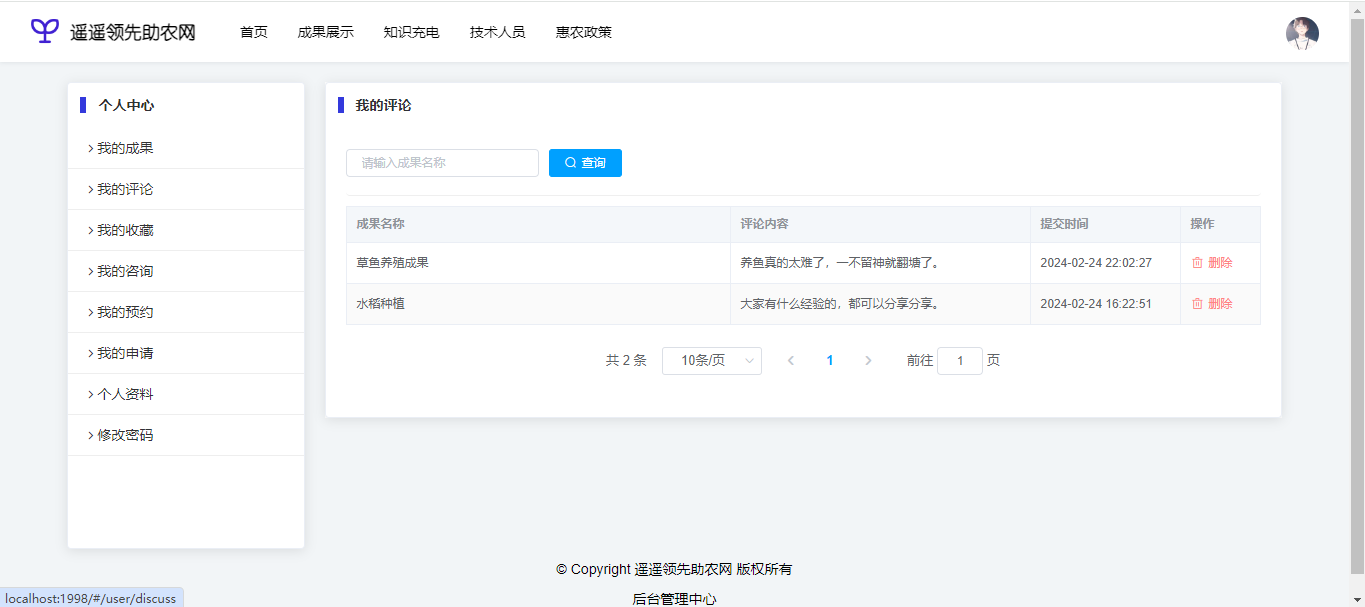 遥遥领先助农网 首页 成果展示 知识充电 技术人员 惠农政策
个人中心
我的成果
我的评论
我的收藏
我的咨询
我的预约
我的申请
个人资料
修改密码
我的评论
请输入成果名称 查询
成果名称 评论内容 提交时间 操作
草鱼养殖成果 养鱼真的太难了，一不留神就翻塘了。 2024-02-24 22:02:27 删除
水稻种植 大家有什么经验的，都可以分享分享。 2024-02-24 16:22:51 删除
共 2 条 10条/页 1 前往 1 页
© Copyright 遥遥领先助农网 版权所有
后台管理中心
localhost:1998/#/user/discuss